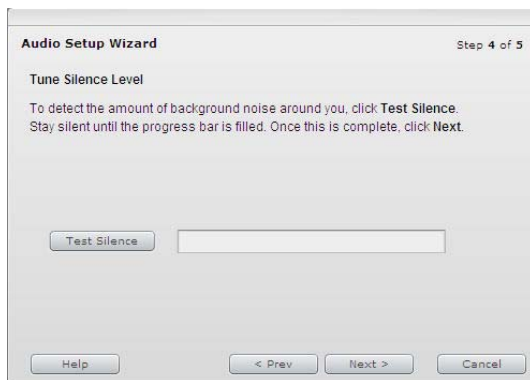 Audio Setup Wizard
Step 4 of 5
Tune Silence Level
To detect the amount of background noise around you, click Test Silence.
Stay silent until the progress bar is filled. Once this is complete, click Next.
Test Silence
Help
< Prev
Next >
Cancel